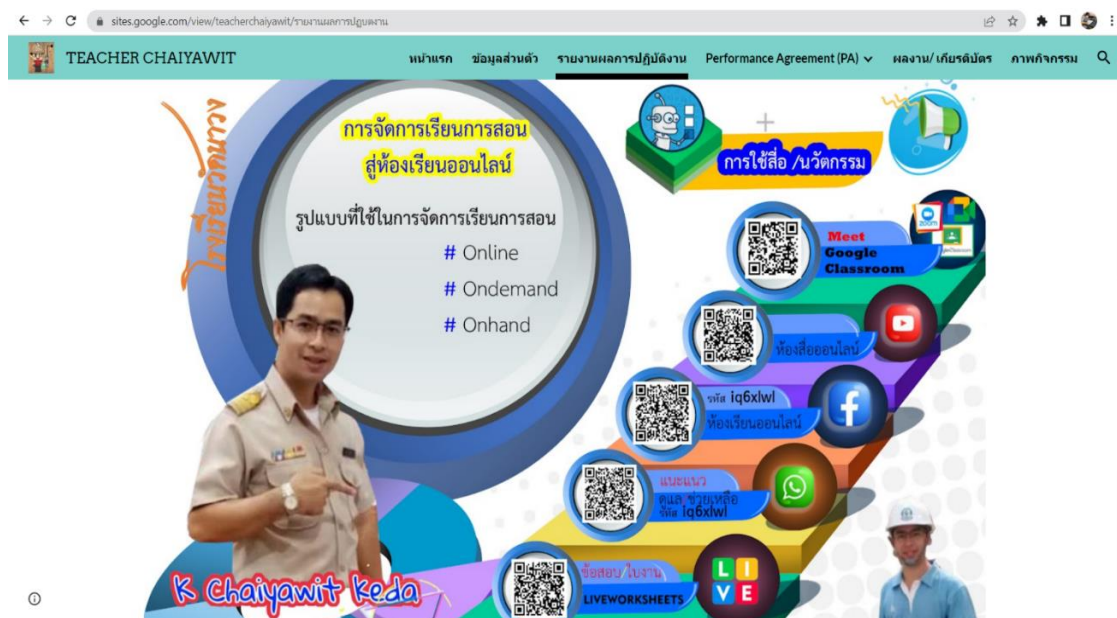 sites.google.com/view/teacherchaiyawit/รายงานผลการปฏิบัติงาน
TEACHER CHAIYAWIT
หน้าแรก ข้อมูลส่วนตัว รายงานผลการปฏิบัติงาน Performance Agreement (PA) ผลงาน/ เกียรติบัตร ภาพกิจกรรม
การจัดการเรียนการสอน
สู่ห้องเรียนออนไลน์
รูปแบบที่ใช้ในการจัดการเรียนการสอน
# Online
# Ondemand
# Onhand
K Chaiyawit Keda
การใช้สื่อ /นวัตกรรม
zoom
Meet
Google
Classroom
ห้องสื่อออนไลน์
รหัส iq6xlwl
ห้องเรียนออนไลน์
แนะแนว
ดูแล ช่วยเหลือ
รหัส iq6xlwl
ข้อสอบ/ใบงาน
LIVEWORKSHEETS
LIVE